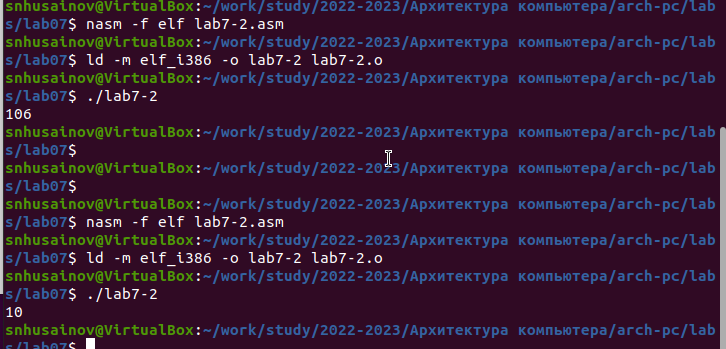 snhusainov@VirtualBox:~/work/study/2022-2023/Архитектура компьютера/arch-pc/lab
s/lab07$ nasm -f elf lab7-2.asm
snhusainov@VirtualBox:~/work/study/2022-2023/Архитектура компьютера/arch-pc/lab
s/lab07$ ld -m elf_i386 -o lab7-2 lab7-2.o
snhusainov@VirtualBox:~/work/study/2022-2023/Архитектура компьютера/arch-pc/lab
s/lab07$ ./lab7-2
106
snhusainov@VirtualBox:~/work/study/2022-2023/Архитектура компьютера/arch-pc/lab
s/lab07$
snhusainov@VirtualBox:~/work/study/2022-2023/Архитектура компьютера/arch-pc/lab
s/lab07$
snhusainov@VirtualBox:~/work/study/2022-2023/Архитектура компьютера/arch-pc/lab
s/lab07$ nasm -f elf lab7-2.asm
snhusainov@VirtualBox:~/work/study/2022-2023/Архитектура компьютера/arch-pc/lab
s/lab07$ ld -m elf_i386 -o lab7-2 lab7-2.o
snhusainov@VirtualBox:~/work/study/2022-2023/Архитектура компьютера/arch-pc/lab
s/lab07$ ./lab7-2
10
snhusainov@VirtualBox:~/work/study/2022-2023/Архитектура компьютера/arch-pc/lab
s/lab07$